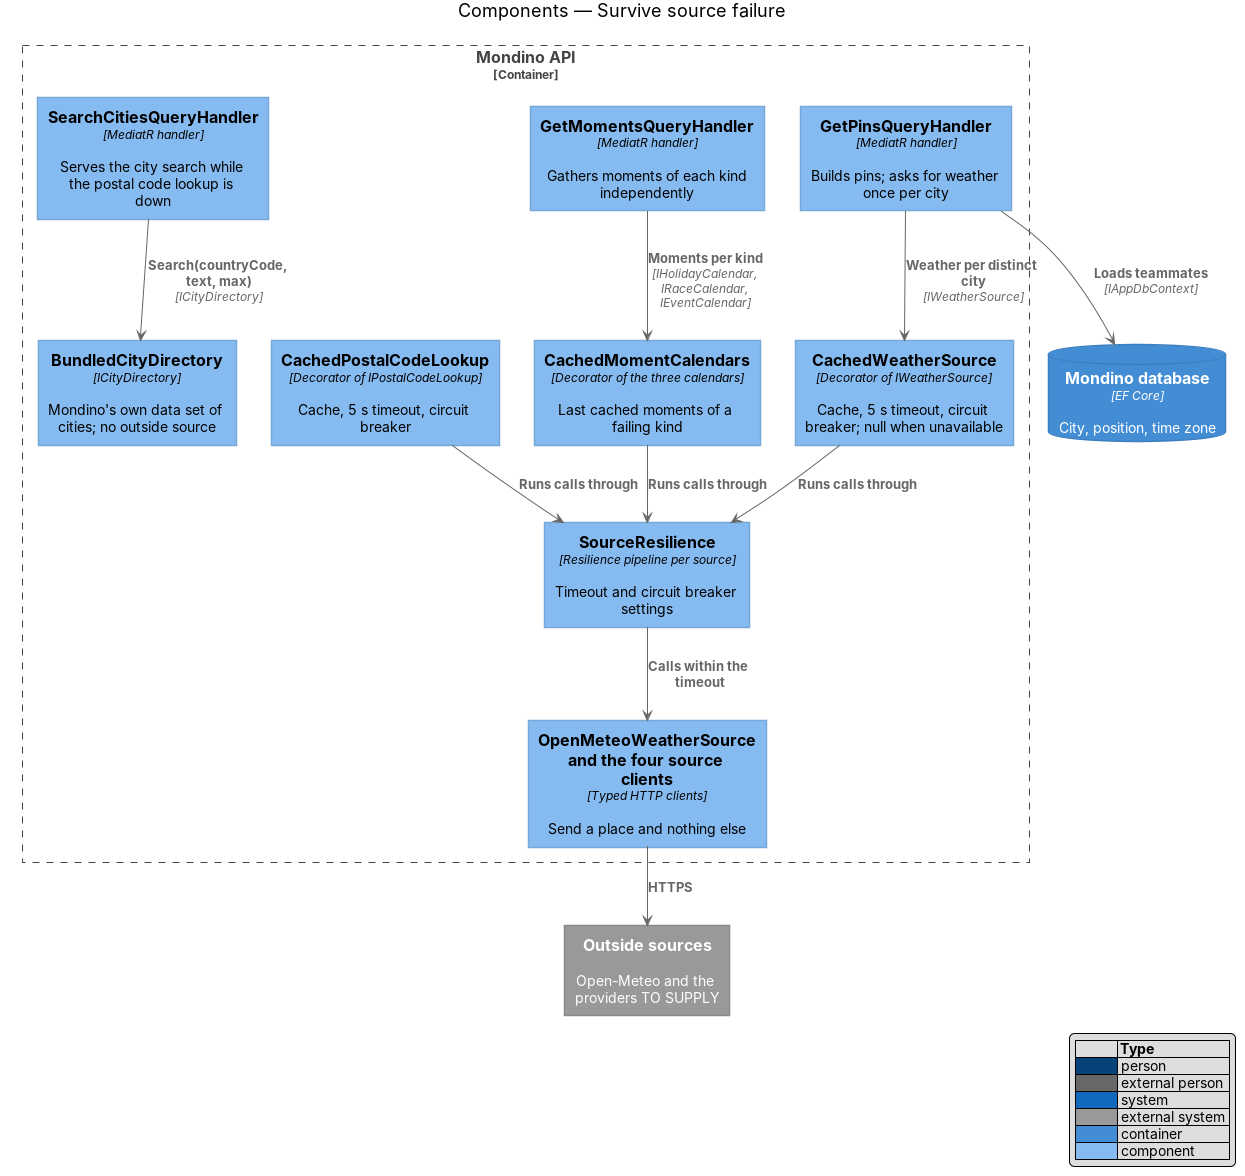 Components — Survive source failure
Mondino API
[Container]
SearchCitiesQueryHandler
[MediatR handler]
Serves the city search while
the postal code lookup is
down
GetMomentsQueryHandler
[MediatR handler]
Gathers moments of each kind
independently
GetPinsQueryHandler
[MediatR handler]
Builds pins; asks for weather
once per city
Search(countryCode,
text, max)
[ICityDirectory]
Moments per kind
[IHolidayCalendar,
IRaceCalendar,
IEventCalendar]
Weather per distinct
city
[IWeatherSource]
Loads teammates
[IAppDbContext]
BundledCityDirectory
[ICityDirectory]
Mondino's own data set of
cities; no outside source
CachedPostalCodeLookup
[Decorator of IPostalCodeLookup]
Cache, 5 s timeout, circuit
breaker
CachedMomentCalendars
[Decorator of the three calendars]
Last cached moments of a
failing kind
CachedWeatherSource
[Decorator of IWeatherSource]
Cache, 5 s timeout, circuit
breaker; null when unavailable
Mondino database
[EF Core]
City, position, time zone
Runs calls through
Runs calls through
Runs calls through
SourceResilience
[Resilience pipeline per source]
Timeout and circuit breaker
settings
Calls within the
timeout
OpenMeteoWeatherSource
and the four source
clients
[Typed HTTP clients]
Send a place and nothing else
HTTPS
Outside sources
Open-Meteo and the
providers TO SUPPLY
Type
person
external person
system
external system
container
component